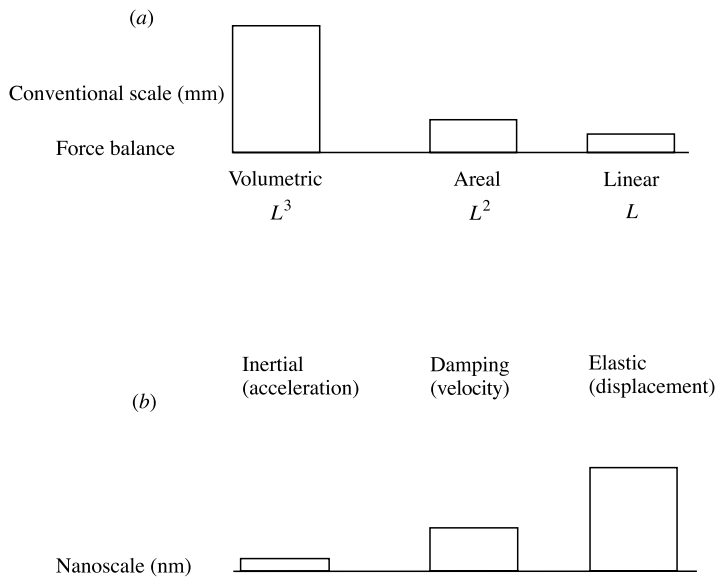 (a)
Conventional scale (mm)
Force balance
Volumetric Areal Linear
L³ L² L
Inertial Damping Elastic
(acceleration) (velocity) (displacement)
(b)
Nanoscale (nm)